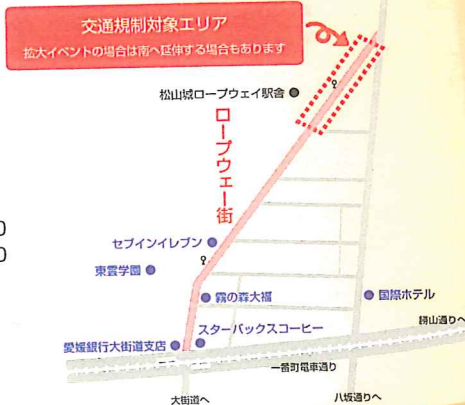 交通規制対象エリア
拡大イベントの場合は南へ延伸する場合もあります
松山城ロープウェイ駅舎
ロープウェー街
セブンイレブン
東雲学園
霧の森大福
国際ホテル
スターバックスコーヒー
愛媛銀行大街道支店
勝山通りへ
一番町電車通り
大街道へ
八坂通りへ